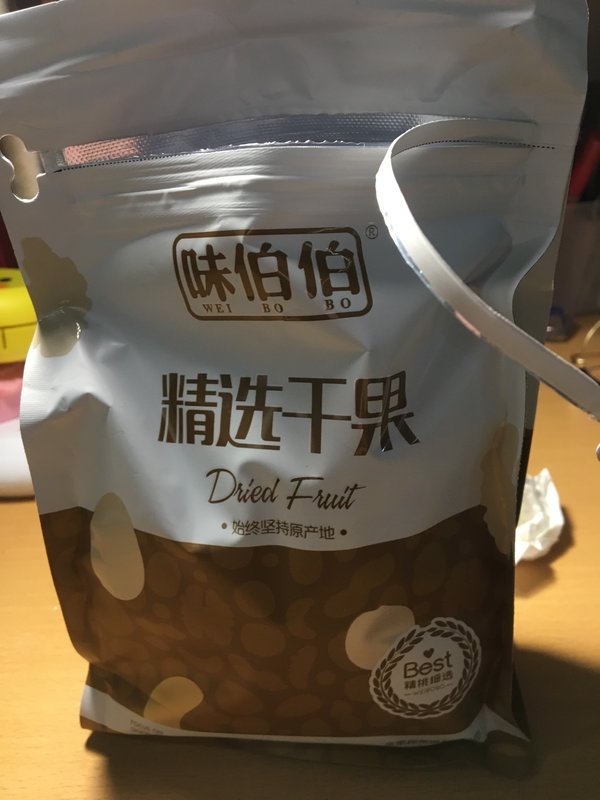 味伯伯®
WEI BO BO
精选干果
Dried Fruit
•始终坚持原产地•
Best
精挑细选